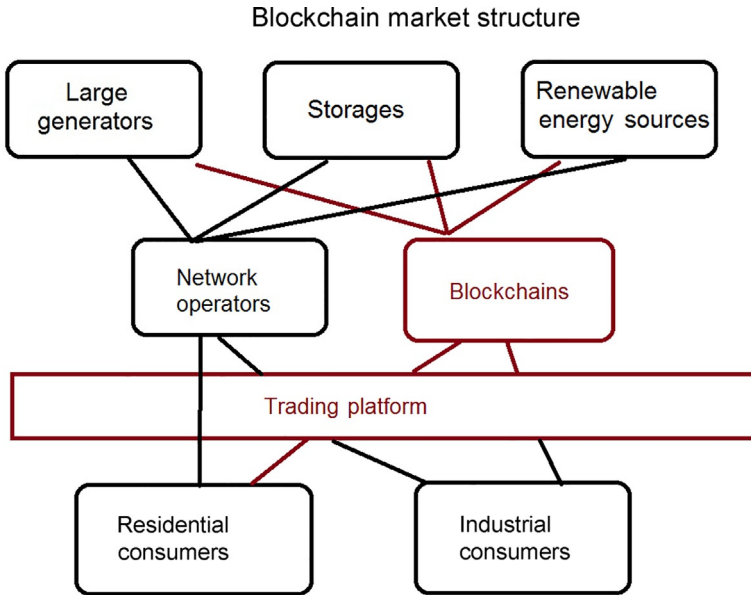 Blockchain market structure
Large
generators
Storages
Renewable
energy sources
Network
operators
Blockchains
Trading platform
Residential
consumers
Industrial
consumers